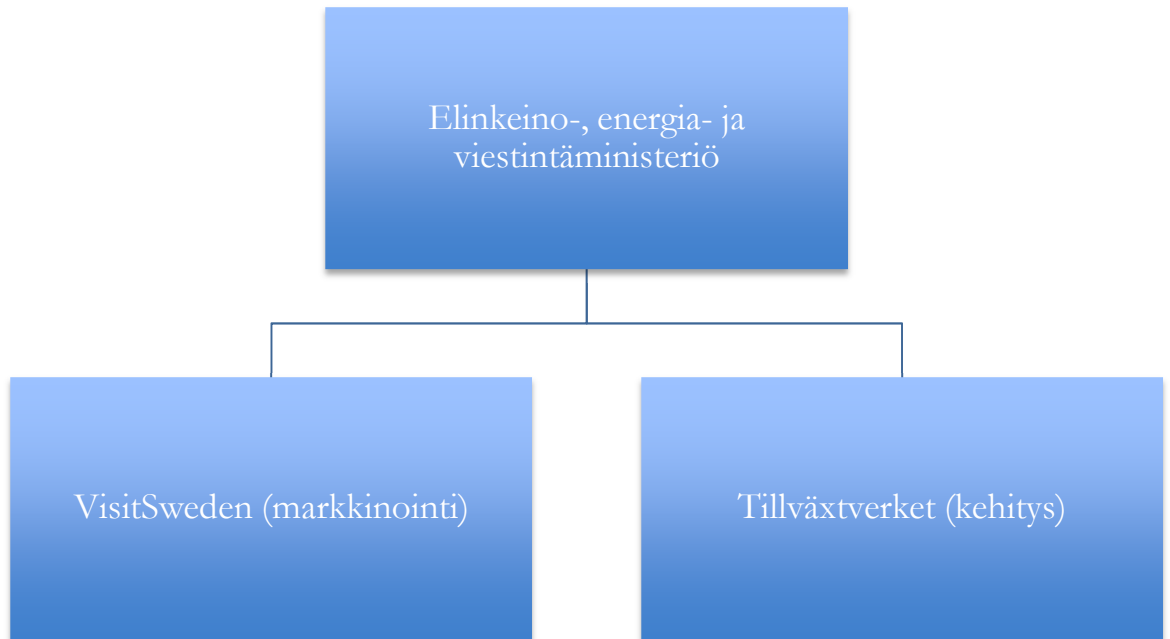 Elinkeino-, energia- ja
viestintäministeriö
VisitSweden (markkinointi)
Tillväxtverket (kehitys)